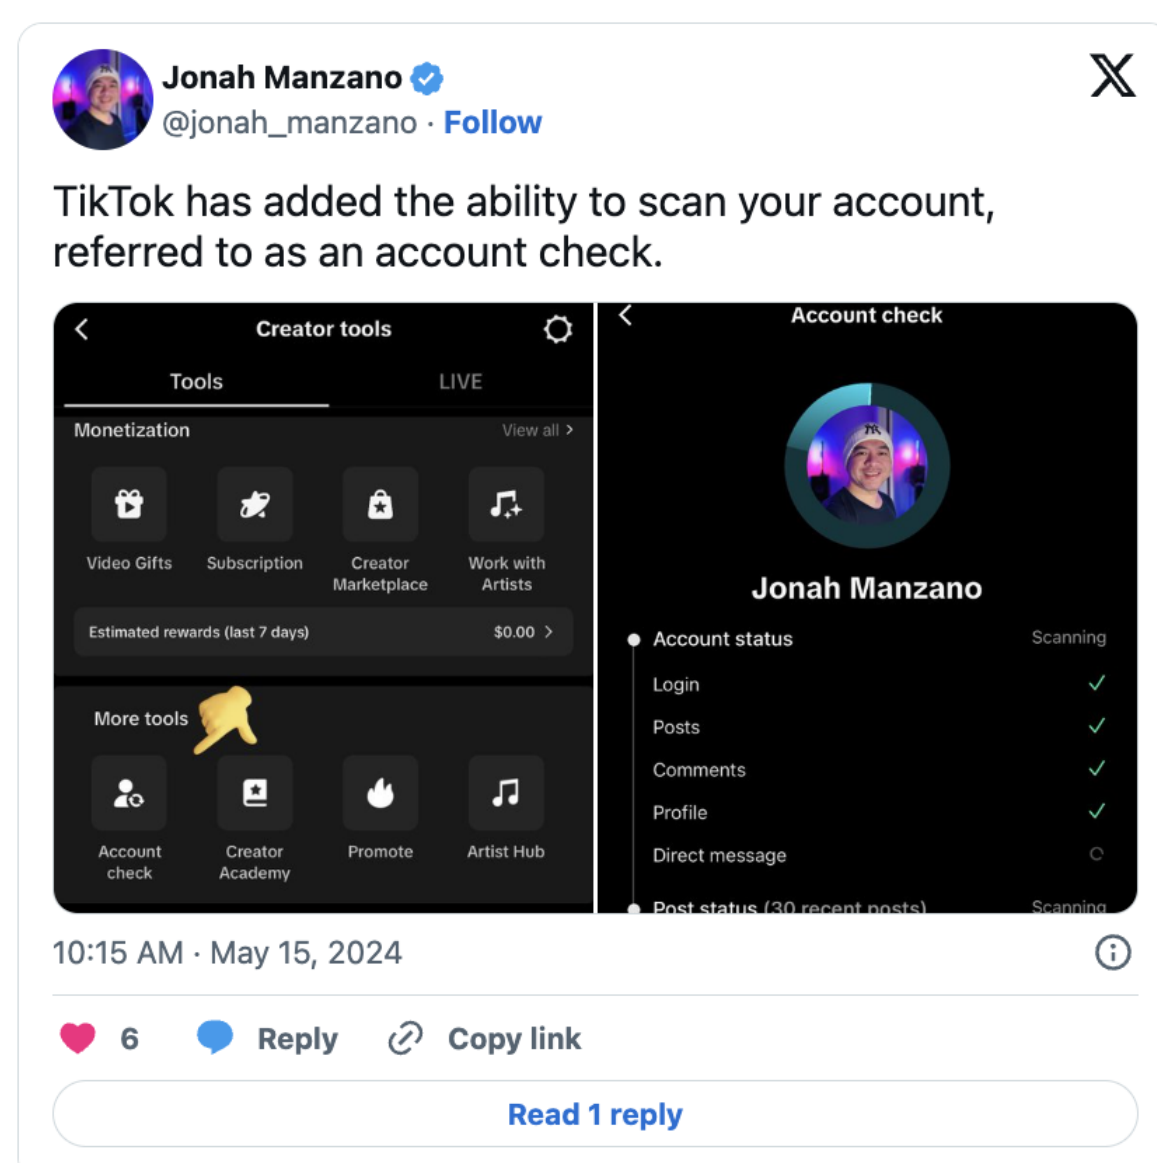 Jonah Manzano
@jonah_manzano · Follow
TikTok has added the ability to scan your account,
referred to as an account check.
Creator tools
Tools
LIVE
Monetization
View all >
Video Gifts
Subscription
Creator
Marketplace
Work with
Artists
Estimated rewards (last 7 days)
$0.00 >
More tools
Account
check
Creator
Academy
Promote
Artist Hub
Account check
Jonah Manzano
Account status
Scanning
Login
Posts
Comments
Profile
Direct message
Post status (30 recent posts)
Scanning
10:15 AM · May 15, 2024
6
Reply
Copy link
Read 1 reply